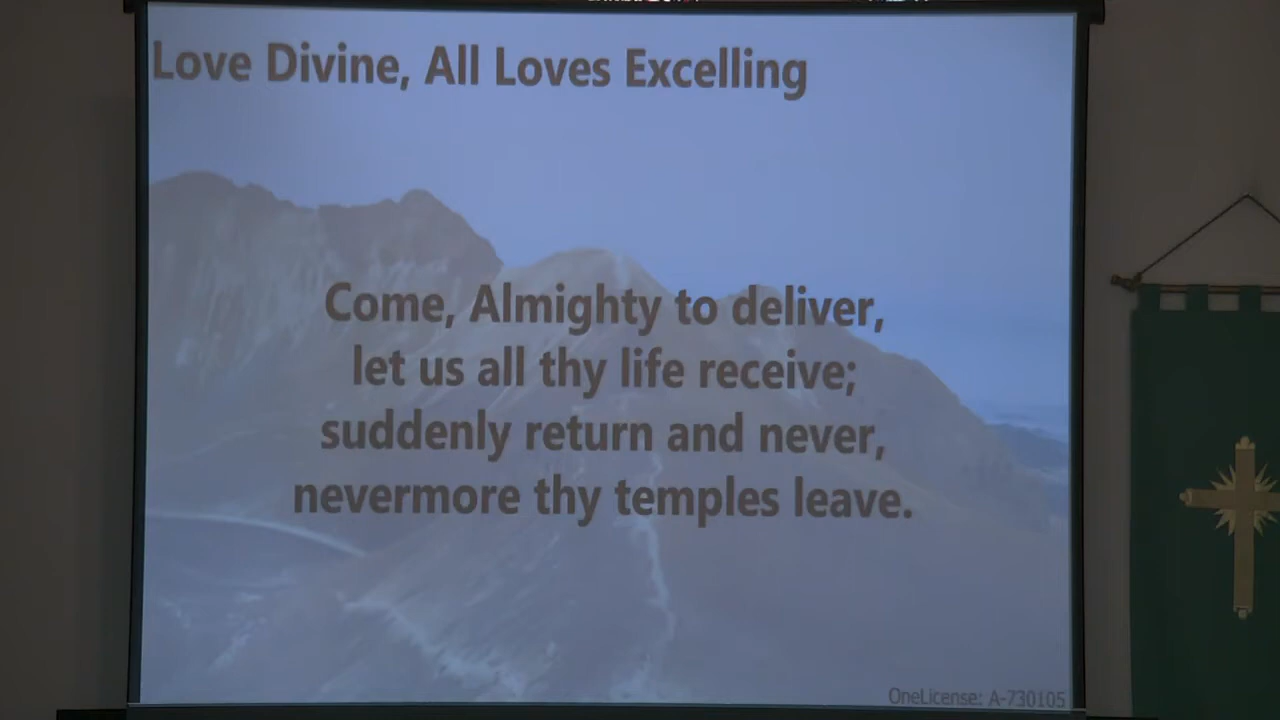 Love Divine, All Loves Excelling
Come, Almighty to deliver,
let us all thy life receive;
suddenly return and never,
nevermore thy temples leave.
OneLicense: A-730105